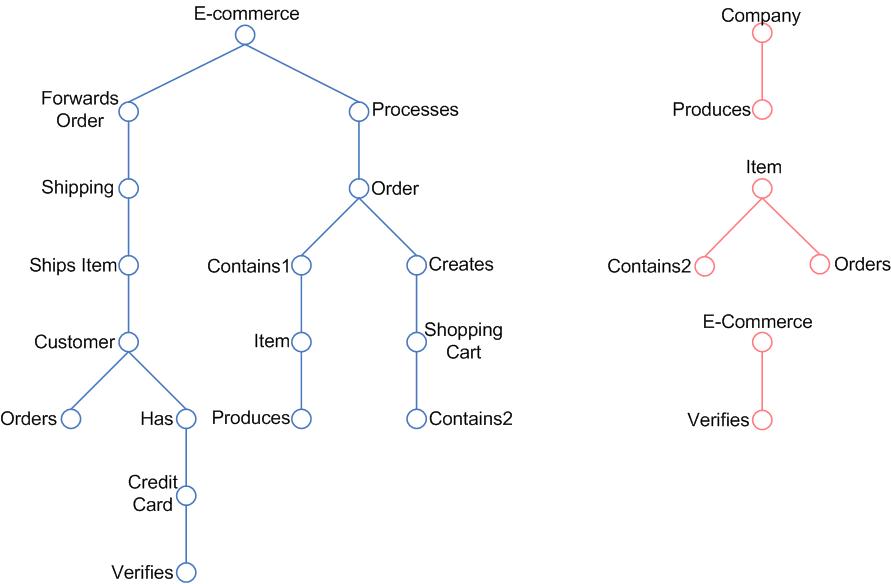 E-commerce
Company
Forwards
Order
Processes
Produces
Item
Shipping
Order
Ships Item
Contains1
Creates
Contains2
Orders
E-Commerce
Customer
Item
Shopping
Cart
Orders
Has
Produces
Contains2
Verifies
Credit
Card
Verifies